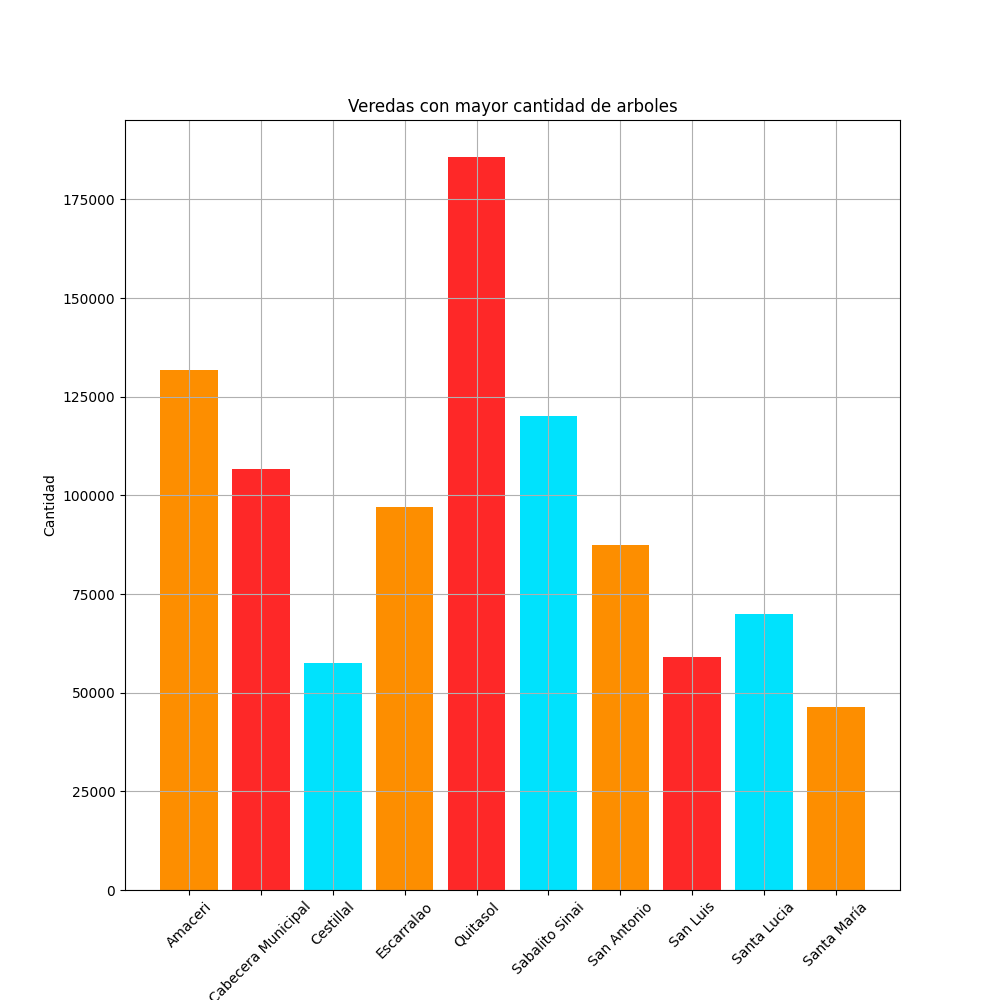 Veredas con mayor cantidad de arboles
175000
150000
125000
100000
75000
50000
25000
0
Cantidad
Amaceri
Cabecera Municipal
Cestillal
Escarralao
Quitasol
Sabalito Sinai
San Antonio
San Luis
Santa Lucia
Santa María